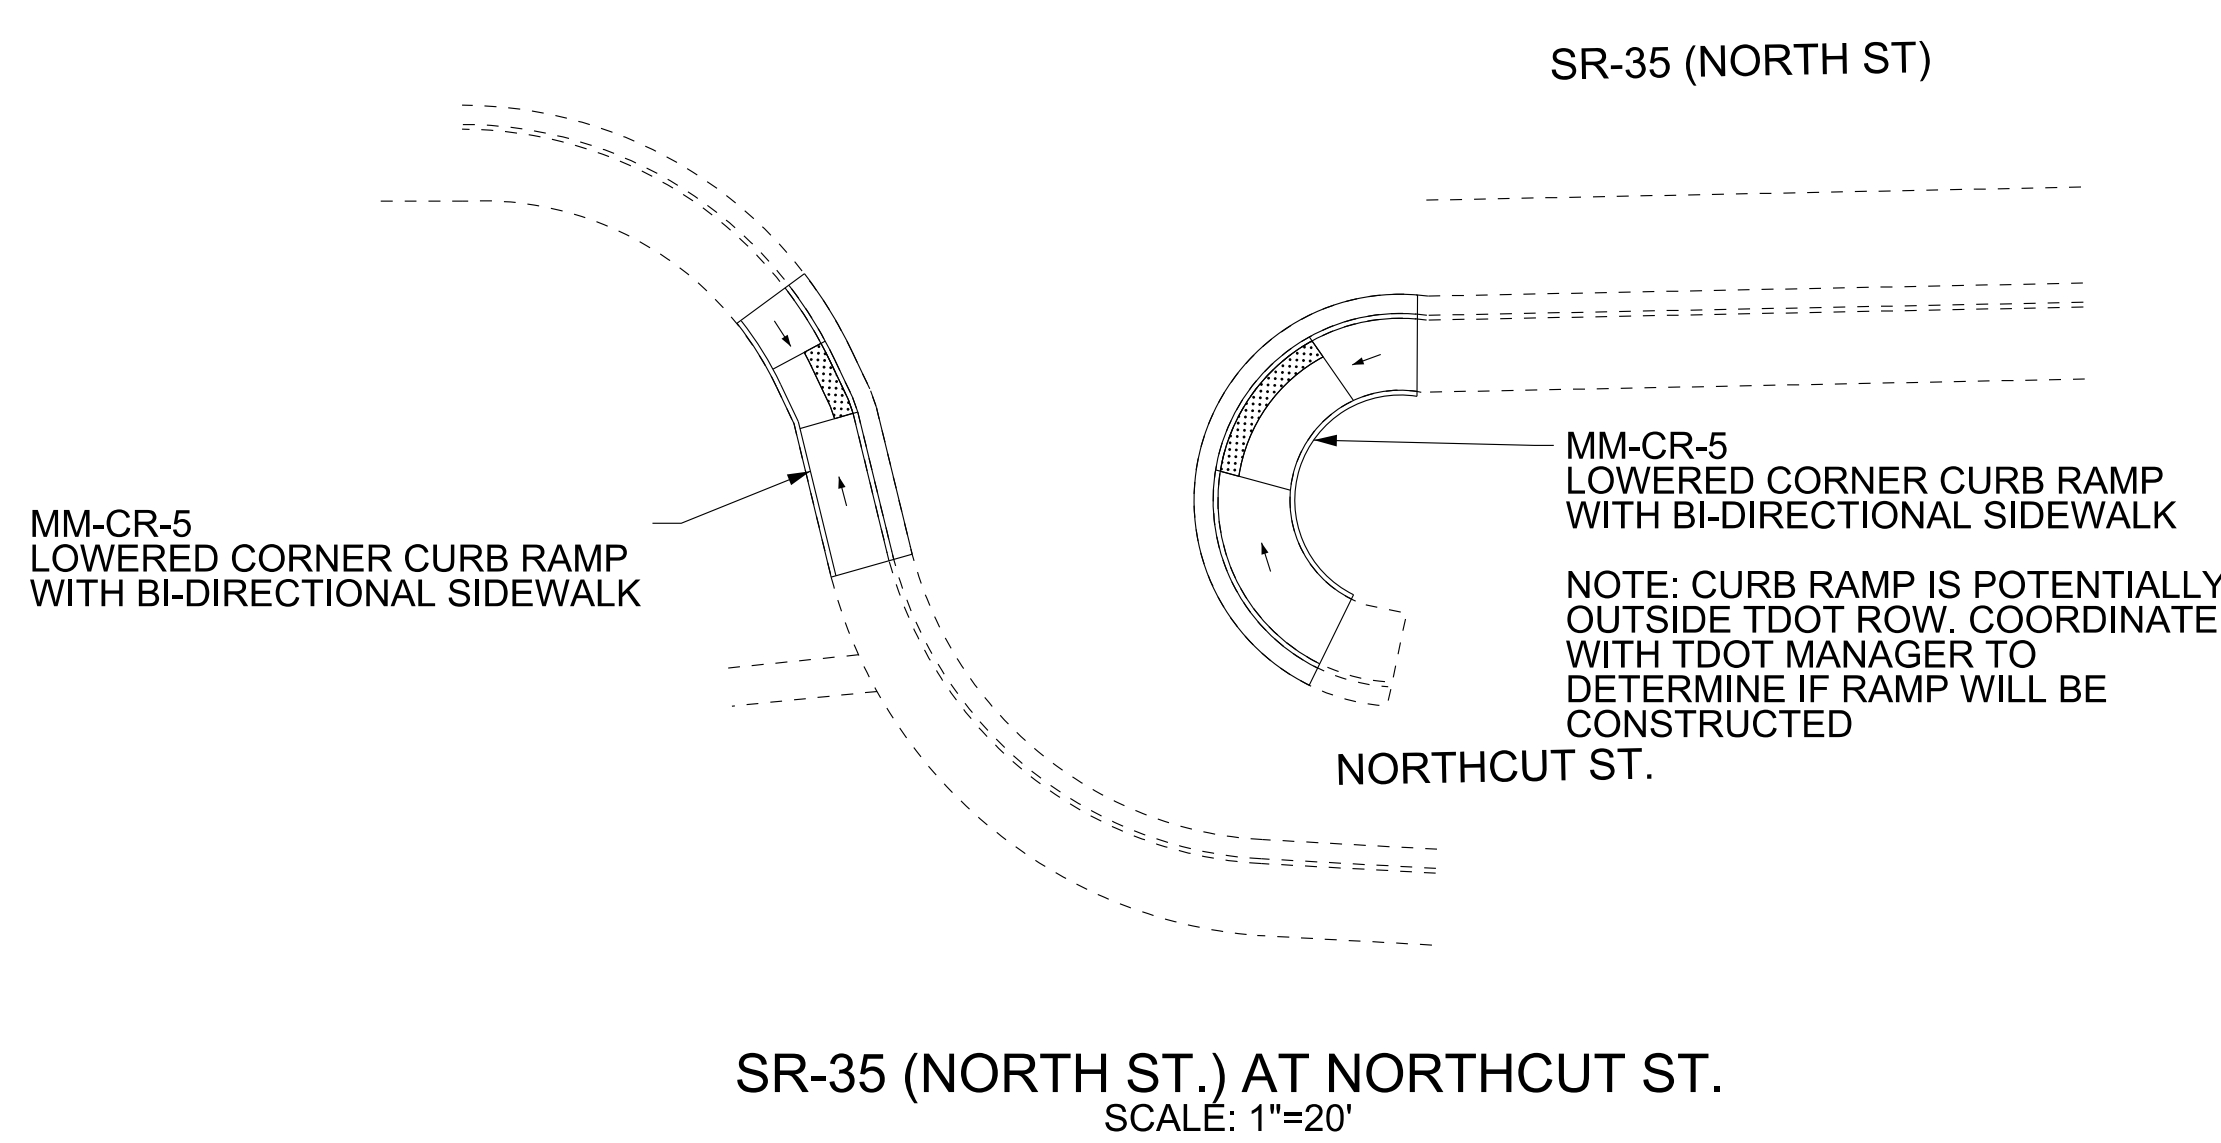 SR-35 (NORTH ST)
MM-CR-5
LOWERED CORNER CURB RAMP
WITH BI-DIRECTIONAL SIDEWALK
NOTE: CURB RAMP IS POTENTIALLY
OUTSIDE TDOT ROW. COORDINATE
WITH TDOT MANAGER TO
DETERMINE IF RAMP WILL BE
CONSTRUCTED
MM-CR-5
LOWERED CORNER CURB RAMP
WITH BI-DIRECTIONAL SIDEWALK
NORTHCUT ST.
SR-35 (NORTH ST.) AT NORTHCUT ST.
SCALE: 1"=20'